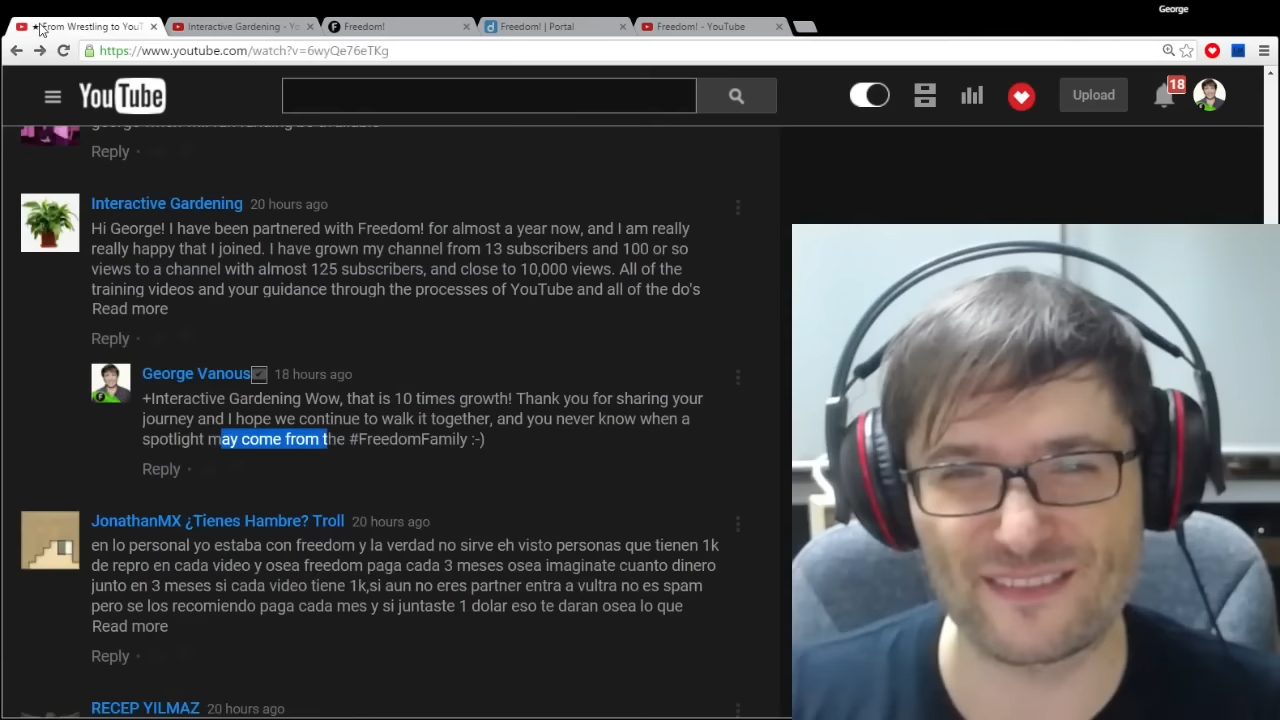 George
★ From Wrestling to YouT
Interactive Gardening - Yo
Freedom!
Freedom! | Portal
Freedom! - YouTube
https://www.youtube.com/watch?v=6wyQe76eTKg
YouTube
Upload
18
Reply
Interactive Gardening 20 hours ago
Hi George! I have been partnered with Freedom! for almost a year now, and I am really
really happy that I joined. I have grown my channel from 13 subscribers and 100 or so
views to a channel with almost 125 subscribers, and close to 10,000 views. All of the
training videos and your guidance through the processes of YouTube and all of the do's
Read more
Reply
George Vanous 18 hours ago
+Interactive Gardening Wow, that is 10 times growth! Thank you for sharing your
journey and I hope we continue to walk it together, and you never know when a
spotlight may come from the #FreedomFamily :-)
Reply
JonathanMX ¿Tienes Hambre? Troll 20 hours ago
en lo personal yo estaba con freedom y la verdad no sirve eh visto personas que tienen 1k
de repro en cada video y osea freedom paga cada 3 meses osea imaginate cuanto dinero
junto en 3 meses si cada video tiene 1k,si aun no eres partner entra a vultra no es spam
pero se los recomiendo paga cada mes y si juntaste 1 dolar eso te daran osea lo que
Read more
Reply
RECEP YILMAZ 20 hours ago